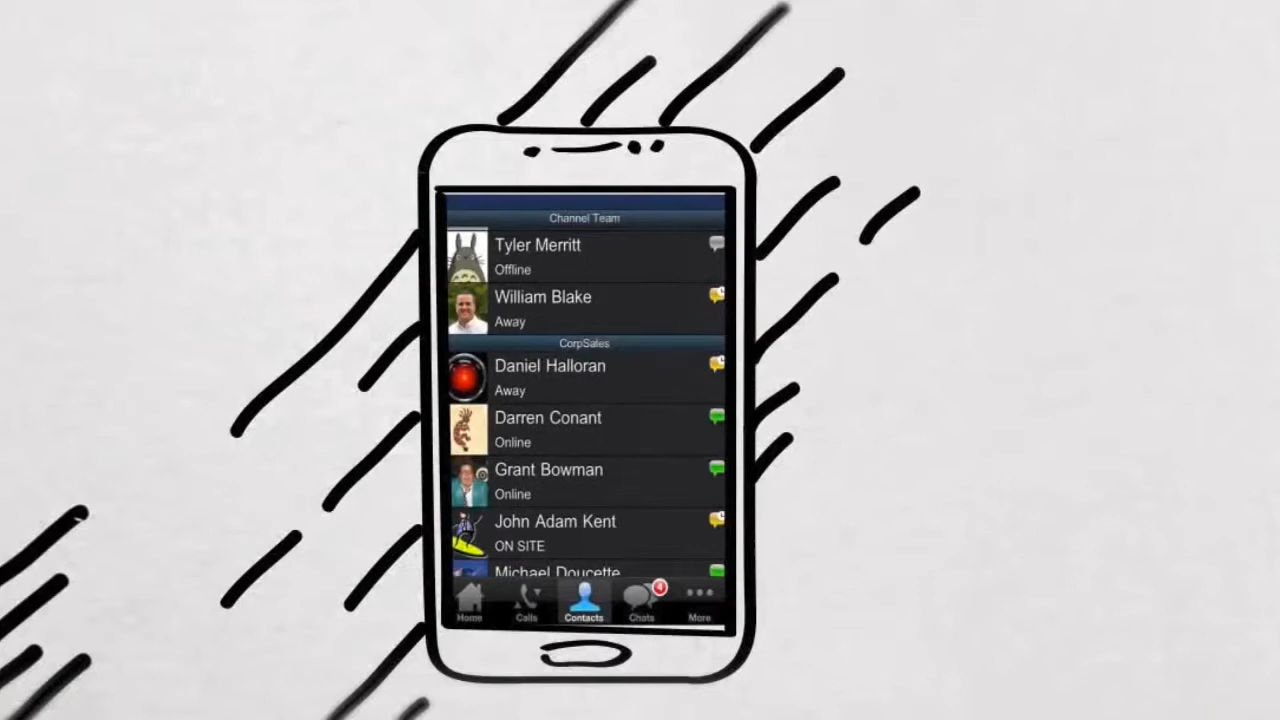 Channel Team
Tyler Merritt
Offline
William Blake
Away
CorpSales
Daniel Halloran
Away
Darren Conant
Online
Grant Bowman
Online
John Adam Kent
ON SITE
Michael Doucette
4
Home Calls Contacts Chats More